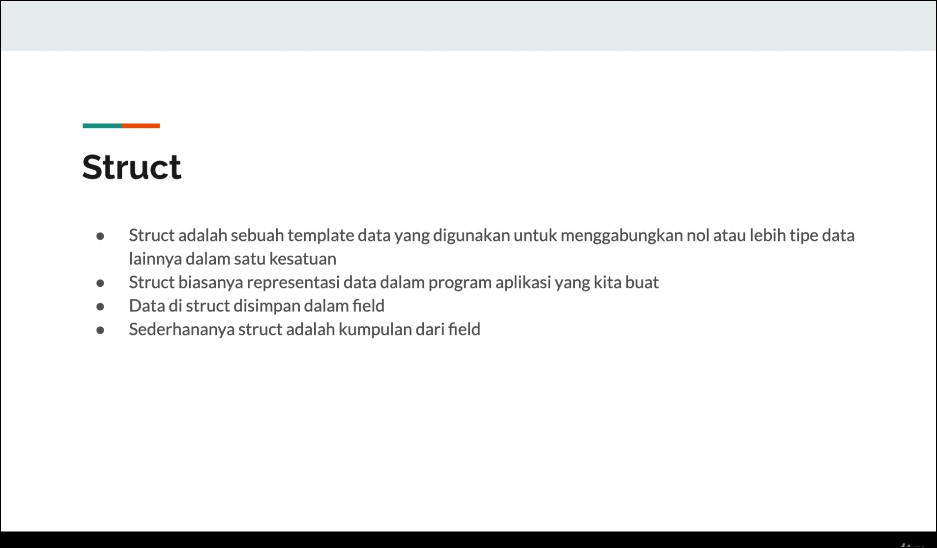 Struct
● Struct adalah sebuah template data yang digunakan untuk menggabungkan nol atau lebih tipe data
lainnya dalam satu kesatuan
● Struct biasanya representasi data dalam program aplikasi yang kita buat
● Data di struct disimpan dalam field
● Sederhananya struct adalah kumpulan dari field